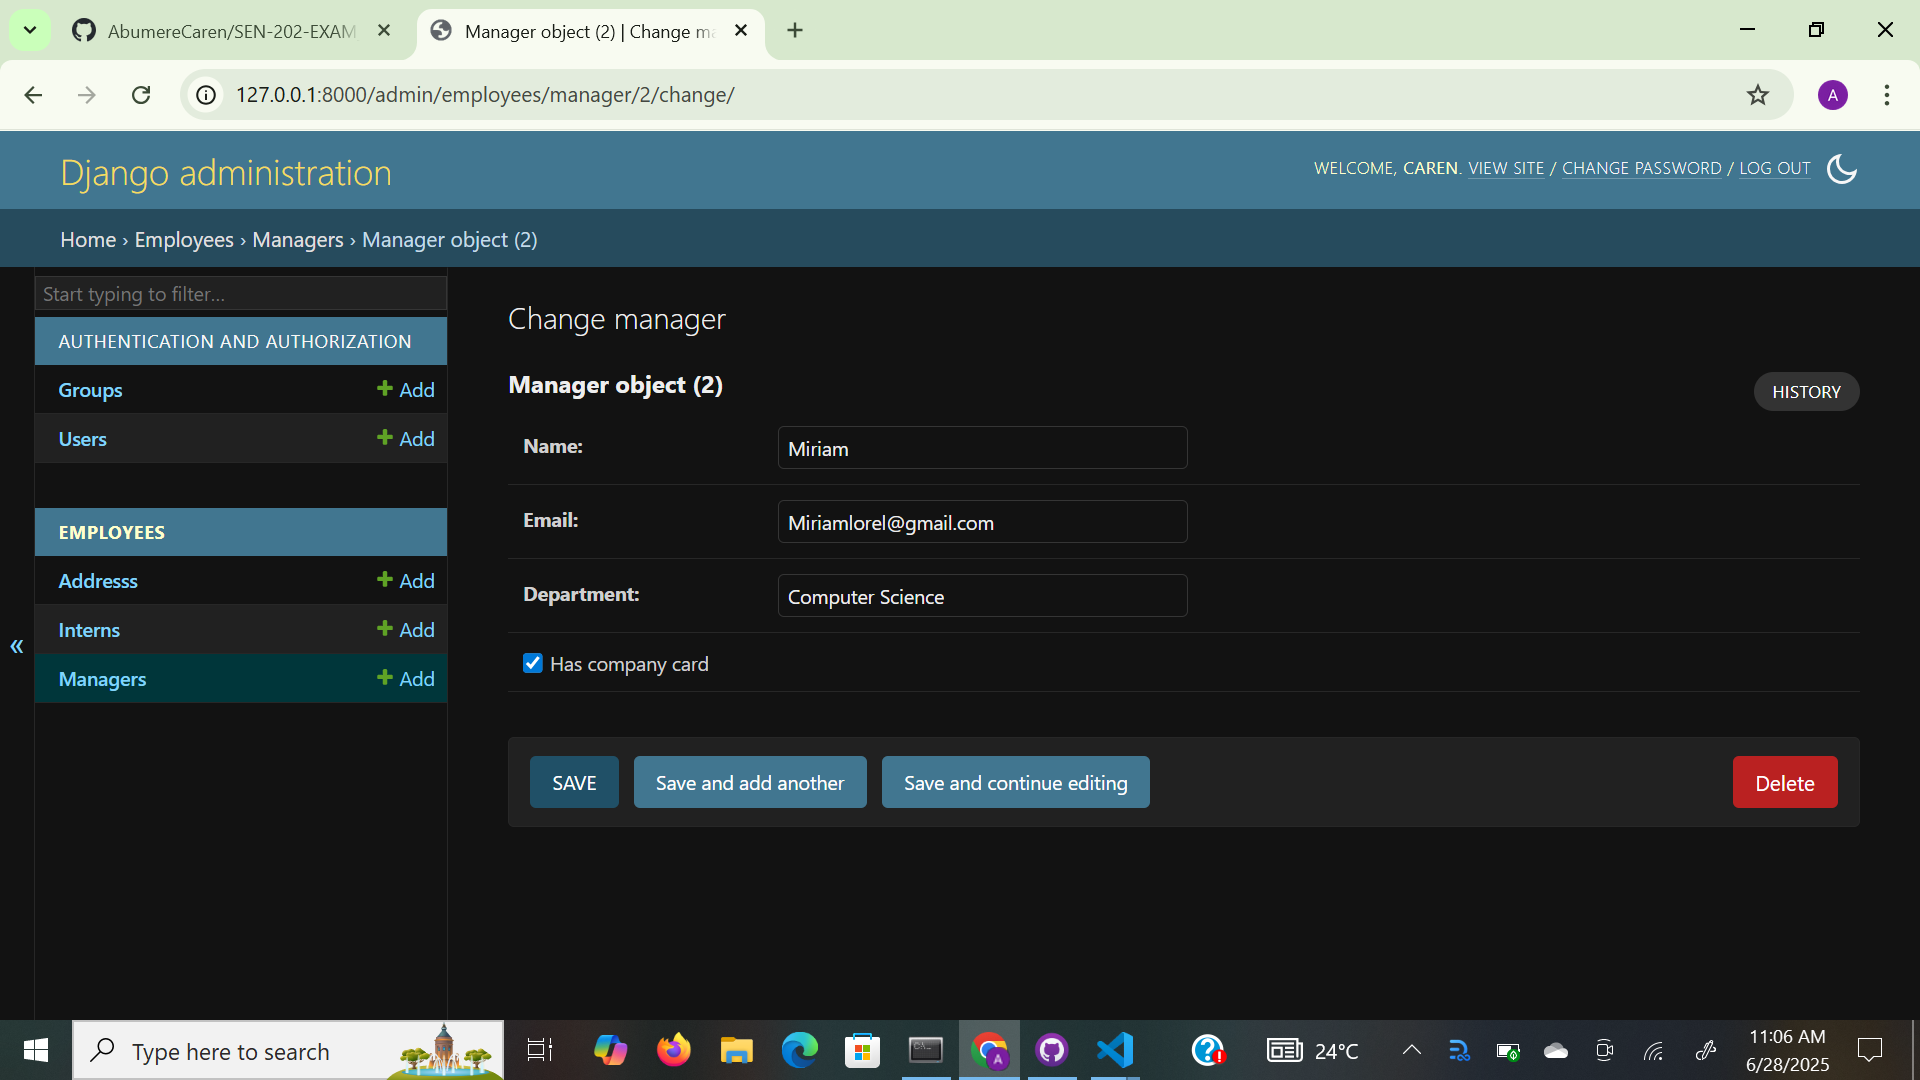 AbumereCaren/SEN-202-EXAM
Manager object (2) | Change ma
127.0.0.1:8000/admin/employees/manager/2/change/
A
Django administration
WELCOME, CAREN. VIEW SITE / CHANGE PASSWORD / LOG OUT
Home › Employees › Managers › Manager object (2)
Start typing to filter...
AUTHENTICATION AND AUTHORIZATION
Groups + Add
Users + Add
EMPLOYEES
Addresss + Add
Interns + Add
Managers + Add
«
Change manager
Manager object (2)
HISTORY
Name: Miriam
Email: Miriamlorel@gmail.com
Department: Computer Science
Has company card
SAVE
Save and add another
Save and continue editing
Delete
Type here to search
24°C
11:06 AM
6/28/2025